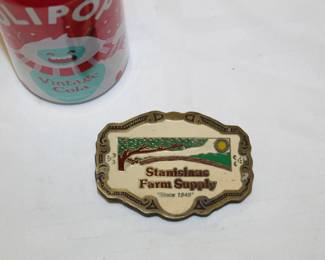 OLIPOP
Vintage
Cola
Stanislaus
Farm Supply
"Since 1949"